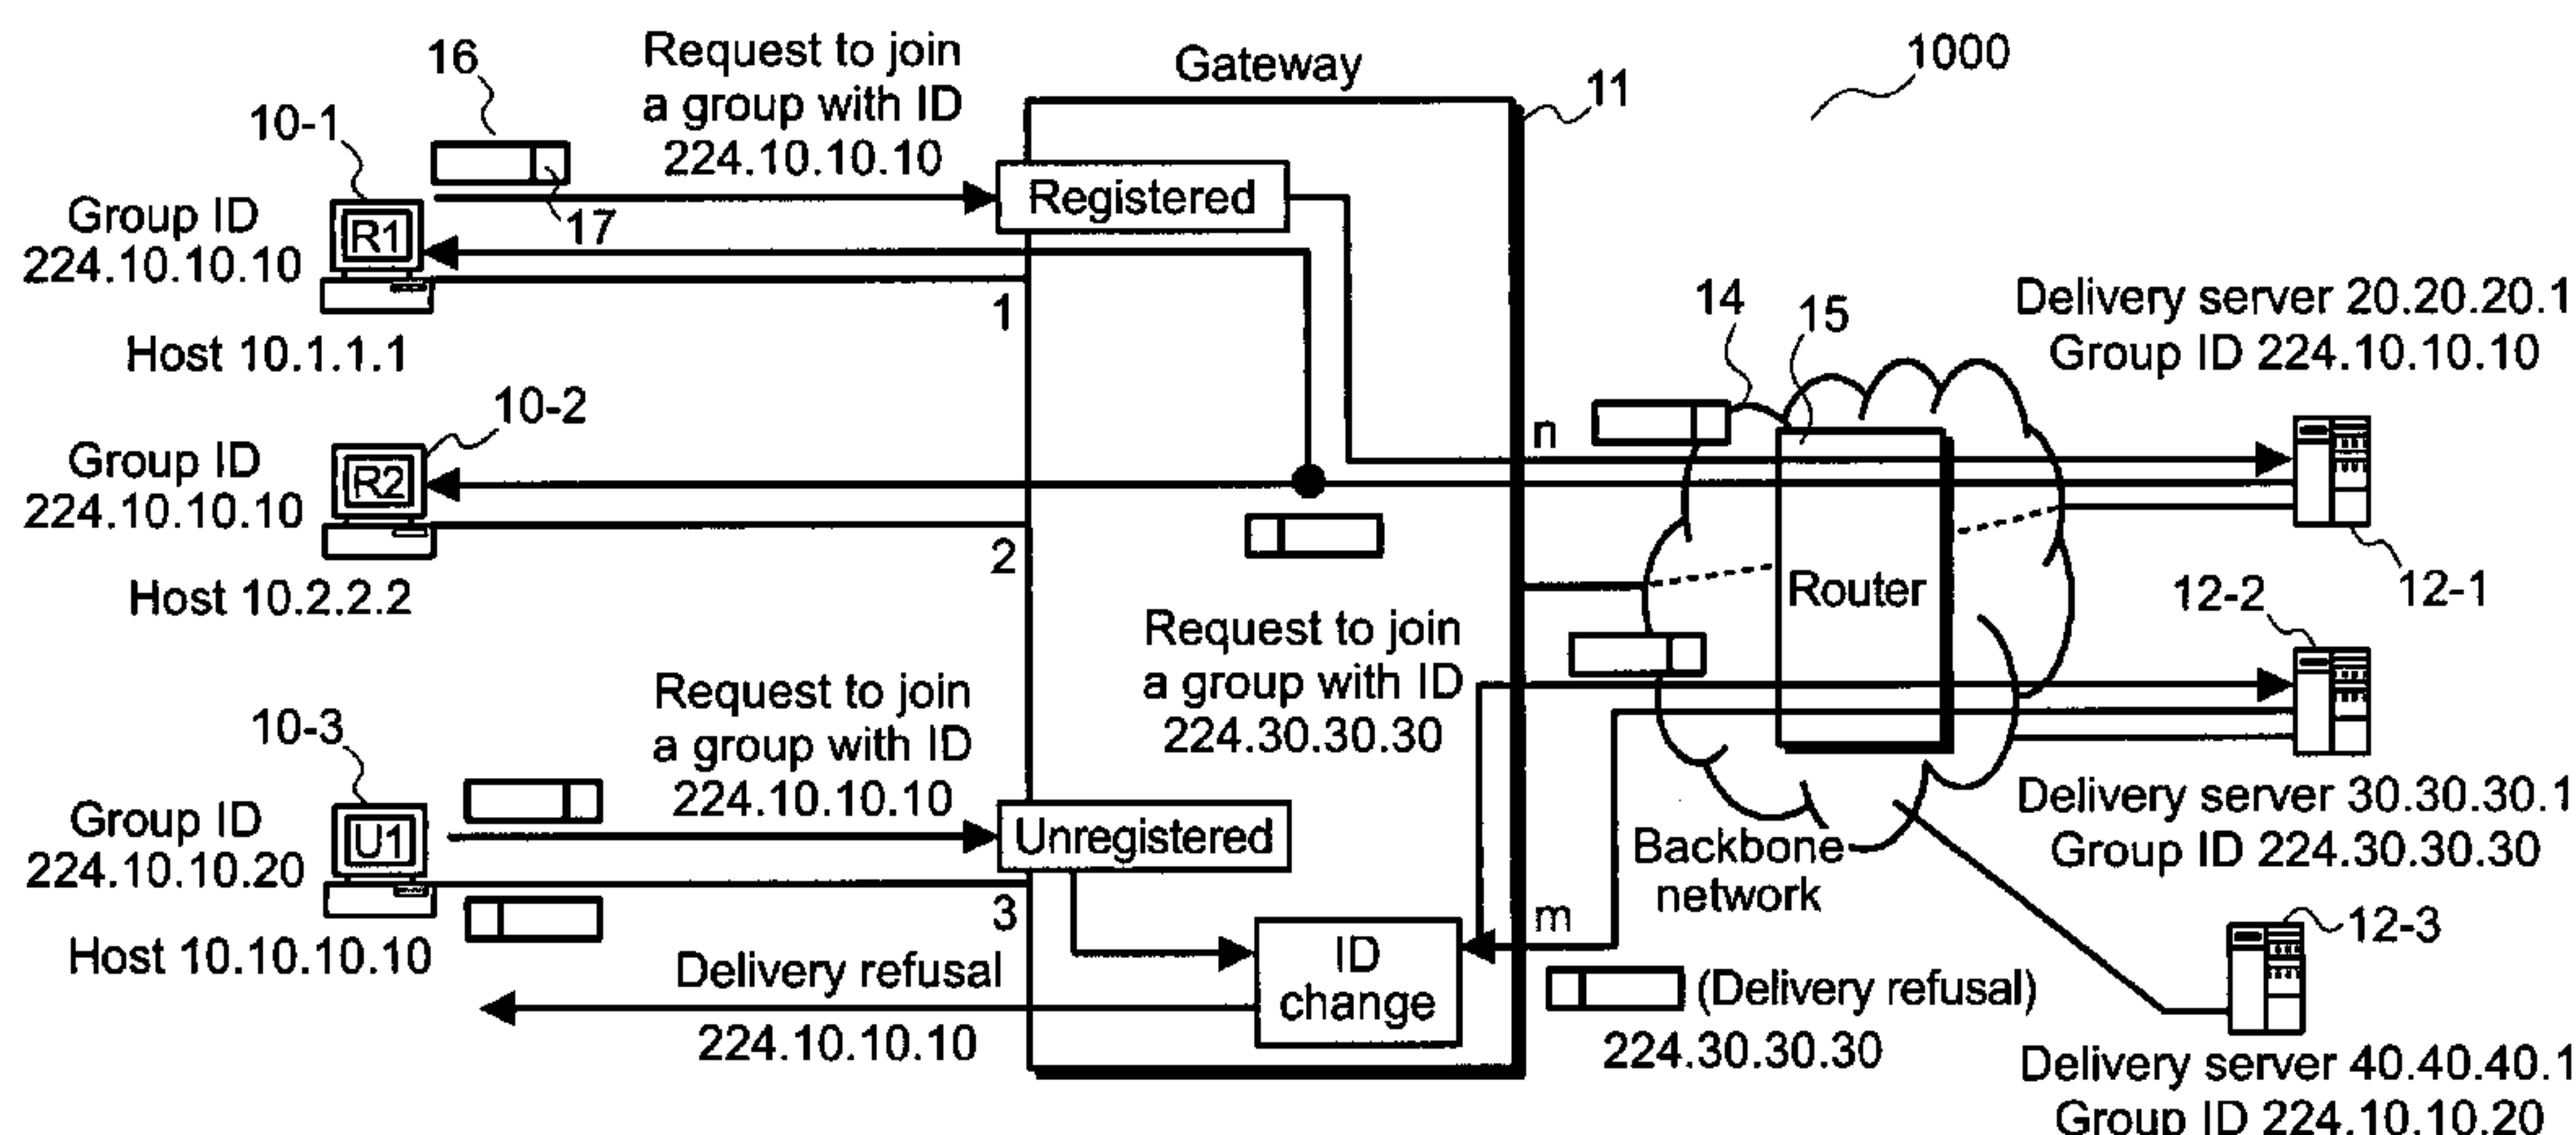 1000
Gateway
11
16
Request to join
a group with ID
224.10.10.10
10-1
17
Registered
Group ID
224.10.10.10
R1
1
Host 10.1.1.1
10-2
Group ID
224.10.10.10
R2
2
Host 10.2.2.2
n
14
15
Delivery server 20.20.20.1
Group ID 224.10.10.10
12-1
Router
Request to join
a group with ID
224.30.30.30
12-2
Request to join
a group with ID
224.10.10.10
10-3
Group ID
224.10.10.20
U1
Unregistered
3
Host 10.10.10.10
Delivery refusal
224.10.10.10
ID
change
m
Backbone
network
(Delivery refusal)
224.30.30.30
Delivery server 30.30.30.1
Group ID 224.30.30.30
12-3
Delivery server 40.40.40.1
Group ID 224.10.10.20